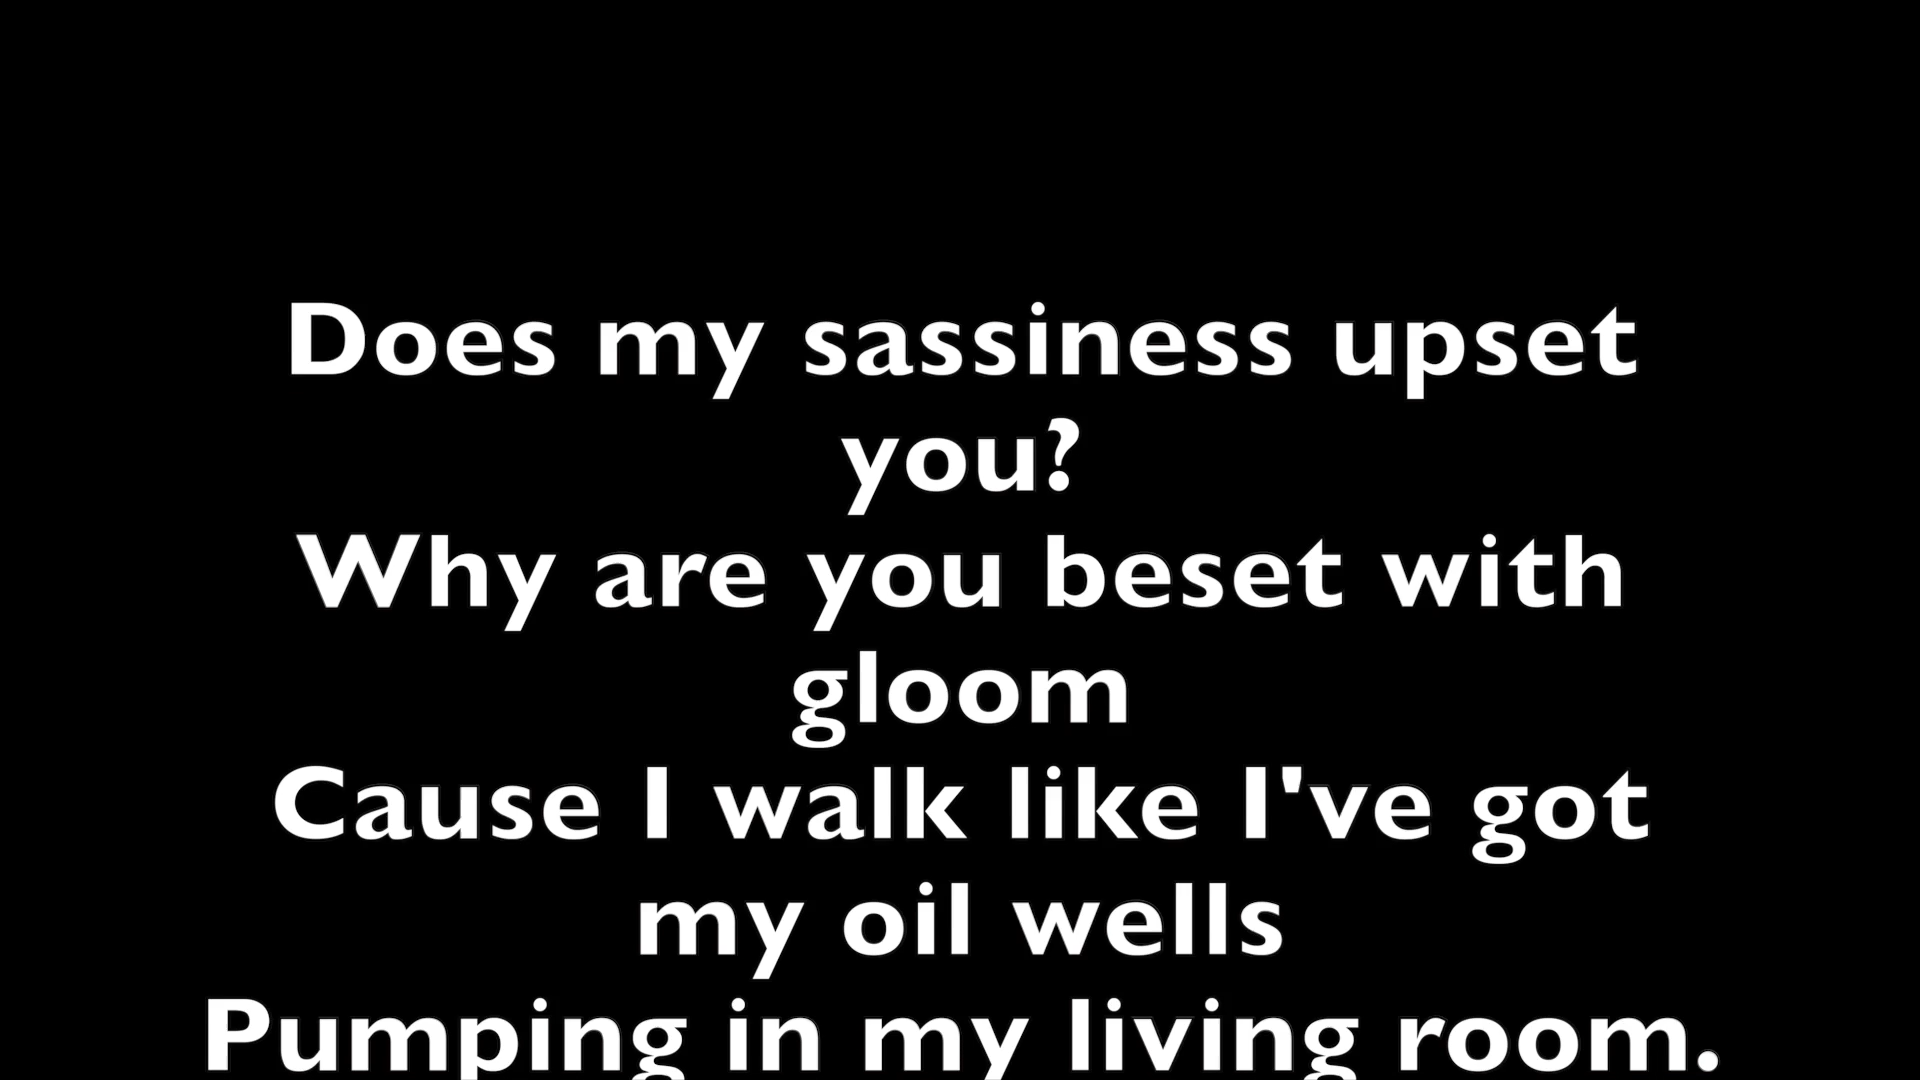 Does my sassiness upset
you?
Why are you beset with
gloom
Cause I walk like I've got
my oil wells
Pumping in my living room.